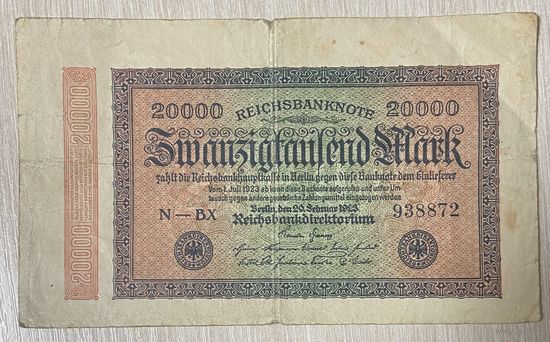 20000 REICHSBANKNOTE 20000
Zwanzigtausend Mark
zahlt die Reichsbankhauptkasse in Berlin gegen diese Banknote dem Einlieferer
Vom 1. Juli 1923 ab kann diese Banknote aufgerufen und unter Um-
tausch gegen andere gesetzliche Zahlungsmittel eingezogen werden
Berlin, den 20. Februar 1923
Reichsbankdirektorium
N-BX 938872
20000
20000